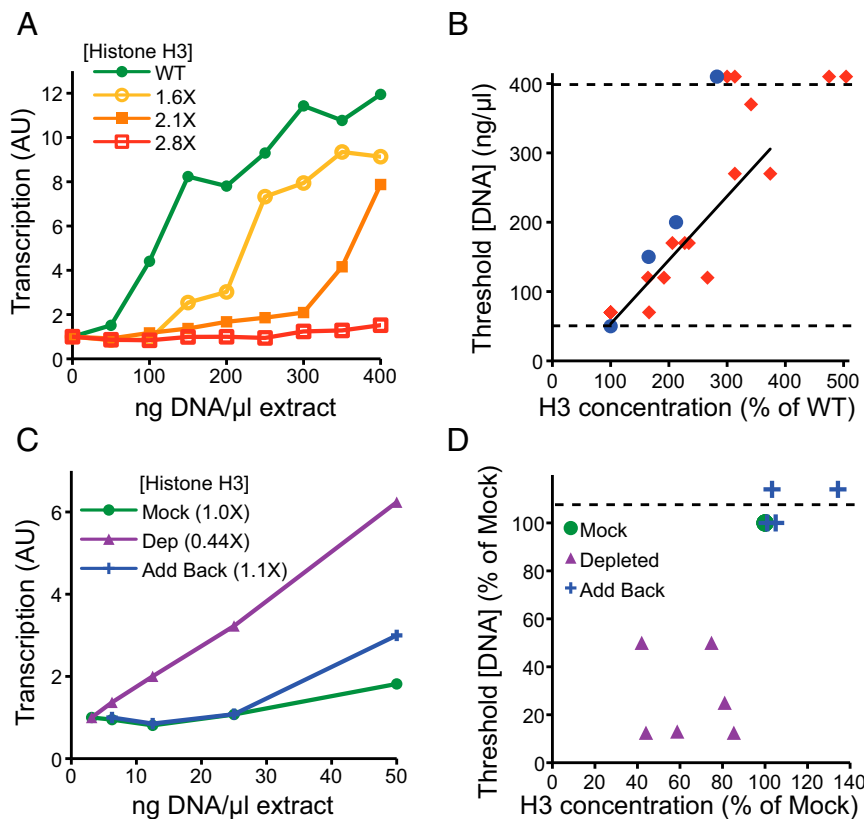 A
[Histone H3]
WT
1.6X
2.1X
2.8X
Transcription (AU)
12
10
8
6
4
2
1
0
0
100
200
300
400
ng DNA/µl extract
B
Threshold [DNA] (ng/µl)
400
300
200
100
50
0
0
100
200
300
400
500
H3 concentration (% of WT)
C
[Histone H3]
Mock (1.0X)
Dep (0.44X)
Add Back (1.1X)
Transcription (AU)
6
4
2
1
0
0
10
20
30
40
50
ng DNA/µl extract
D
Threshold [DNA] (% of Mock)
100
80
60
40
20
0
Mock
Depleted
Add Back
0
20
40
60
80
100
120
140
H3 concentration (% of Mock)